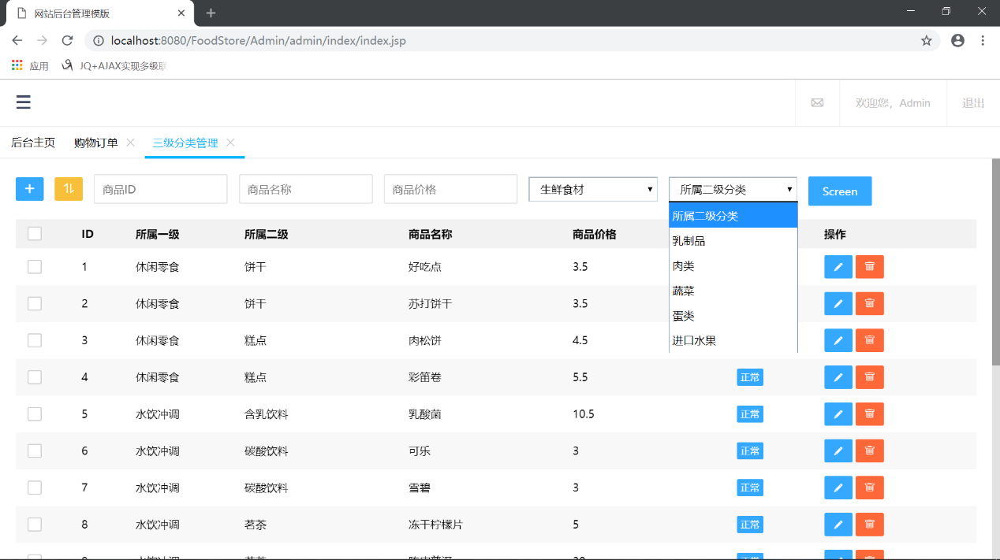 网站后台管理模版
localhost:8080/FoodStore/Admin/admin/index/index.jsp
应用 JQ+AJAX实现多级联
欢迎您，Admin 退出
后台主页 购物订单 三级分类管理
商品ID 商品名称 商品价格 生鲜食材 所属二级分类 Screen
所属二级分类
乳制品
肉类
蔬菜
蛋类
进口水果
ID 所属一级 所属二级 商品名称 商品价格 操作
1 休闲零食 饼干 好吃点 3.5
2 休闲零食 饼干 苏打饼干 3.5
3 休闲零食 糕点 肉松饼 4.5
4 休闲零食 糕点 彩笛卷 5.5 正常
5 水饮冲调 含乳饮料 乳酸菌 10.5 正常
6 水饮冲调 碳酸饮料 可乐 3 正常
7 水饮冲调 碳酸饮料 雪碧 3 正常
8 水饮冲调 茗茶 冻干柠檬片 5 正常